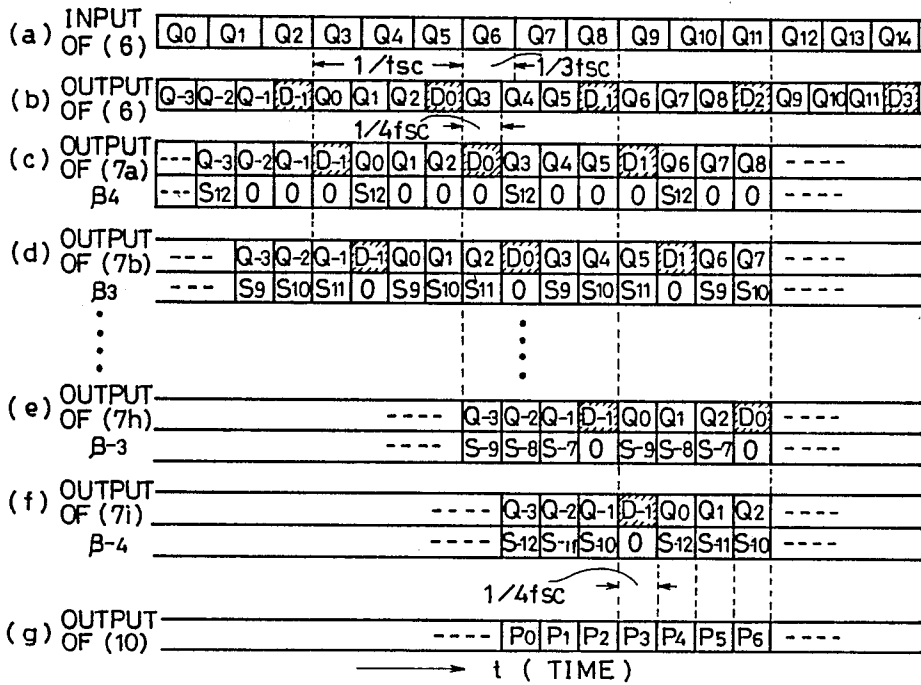 (a) INPUT OF (6) Q0 Q1 Q2 Q3 Q4 Q5 Q6 Q7 Q8 Q9 Q10 Q11 Q12 Q13 Q14
1/fsc 1/3fsc
(b) OUTPUT OF (6) Q-3 Q-2 Q-1 D-1 Q0 Q1 Q2 D0 Q3 Q4 Q5 D1 Q6 Q7 Q8 D2 Q9 Q10 Q11 D3
1/4fsc
(c) OUTPUT OF (7a) --- Q-3 Q-2 Q-1 D-1 Q0 Q1 Q2 D0 Q3 Q4 Q5 D1 Q6 Q7 Q8 ----
β4 --- S12 0 0 0 S12 0 0 0 S12 0 0 0 S12 0 0 ----
(d) OUTPUT OF (7b) --- Q-3 Q-2 Q-1 D-1 Q0 Q1 Q2 D0 Q3 Q4 Q5 D1 Q6 Q7 ----
β3 --- S9 S10 S11 0 S9 S10 S11 0 S9 S10 S11 0 S9 S10 ----
(e) OUTPUT OF (7h) ---- Q-3 Q-2 Q-1 D-1 Q0 Q1 Q2 D0 ----
β-3 ---- S-9 S-8 S-7 0 S-9 S-8 S-7 0 ----
(f) OUTPUT OF (7i) ---- Q-3 Q-2 Q-1 D-1 Q0 Q1 Q2 ----
β-4 ---- S-12 S-11 S-10 0 S-12 S-11 S-10 ----
1/4fsc
(g) OUTPUT OF (10) ---- P0 P1 P2 P3 P4 P5 P6 ----
t (TIME)